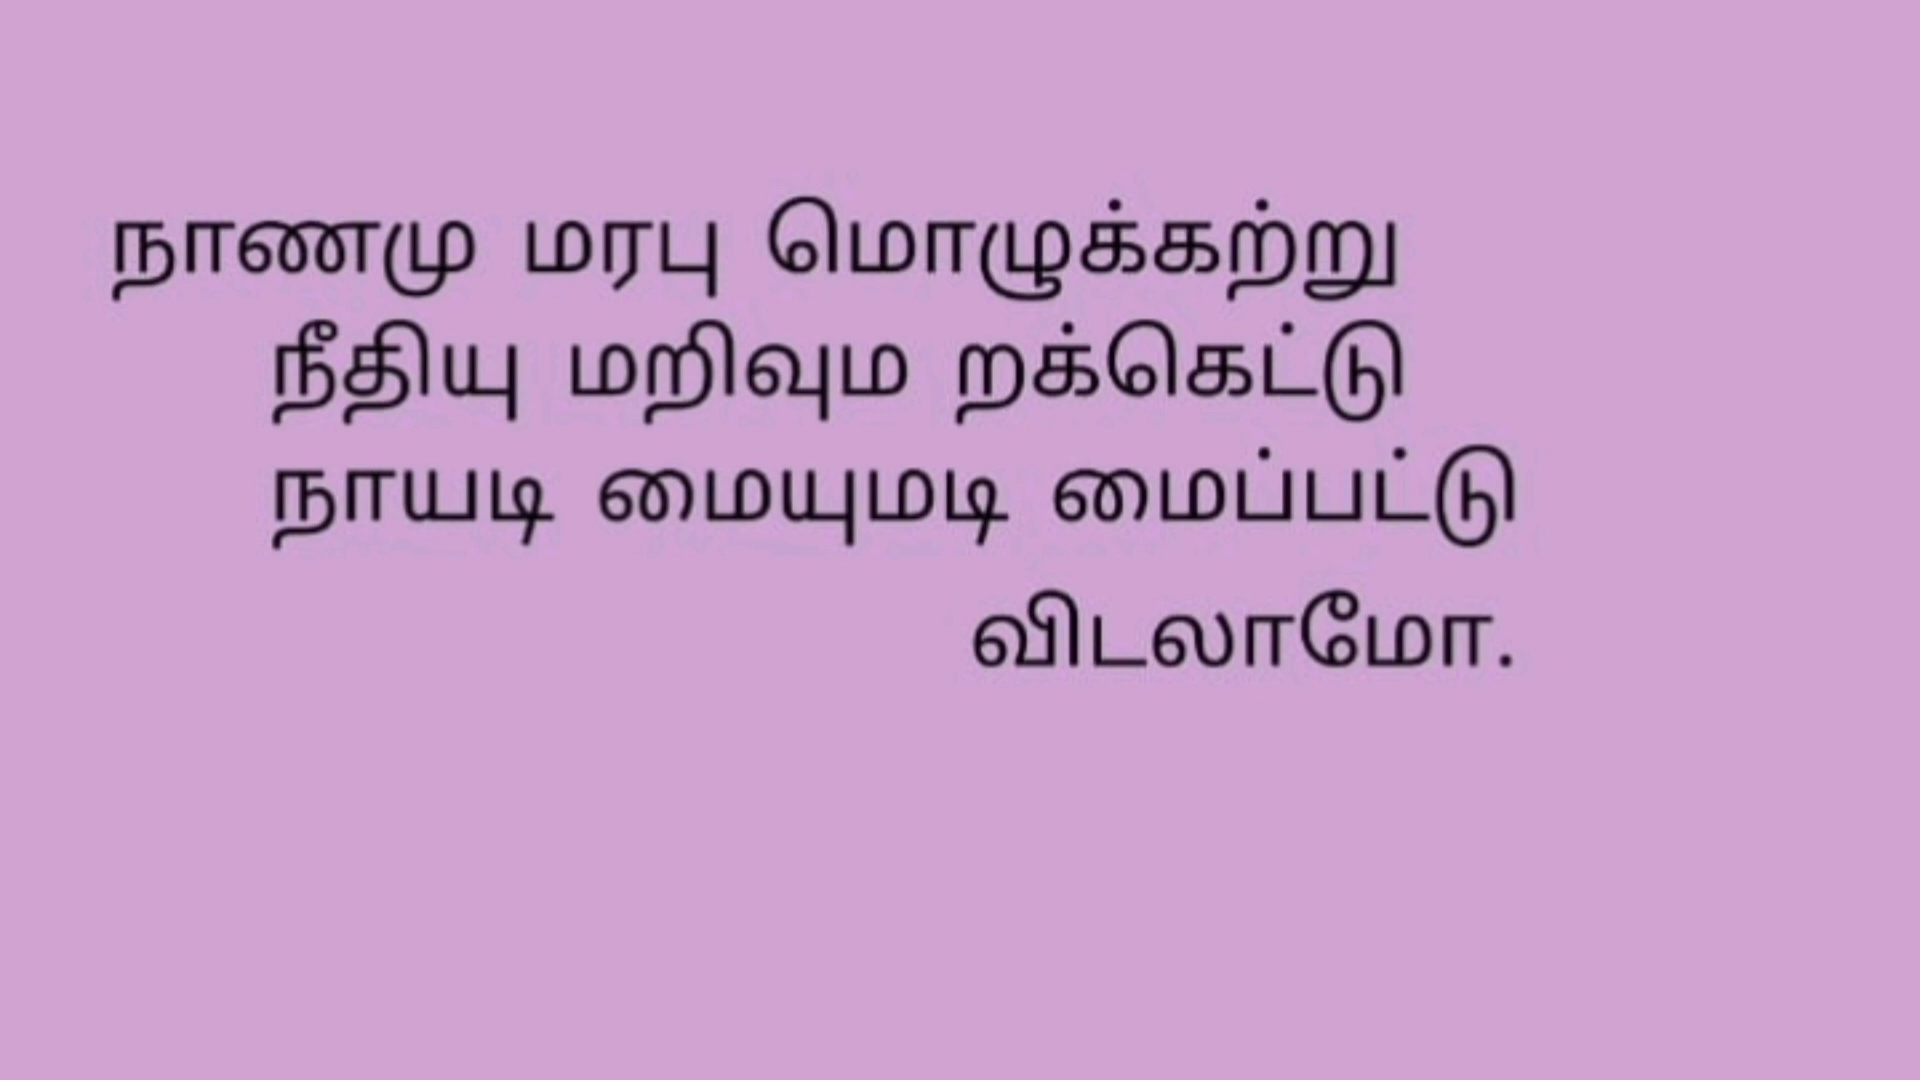 நாணமு மரபு மொழுக்கற்று
நீதியு மறிவும றக்கெட்டு
நாயடி மையுமடி மைப்பட்டு
விடலாமோ.